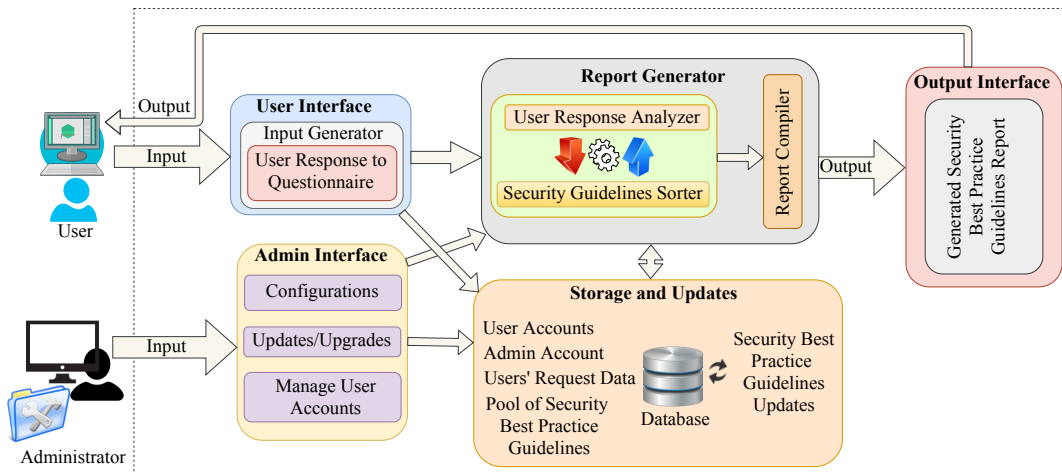 Output
User
Input
User Interface
Input Generator
User Response to
Questionnaire
Report Generator
User Response Analyzer
Security Guidelines Sorter
Report Compiler
Output
Output Interface
Generated Security
Best Practice
Guidelines Report
Administrator
Input
Admin Interface
Configurations
Updates/Upgrades
Manage User
Accounts
Storage and Updates
User Accounts
Admin Account
Users' Request Data
Pool of Security
Best Practice
Guidelines
Database
Security Best
Practice
Guidelines
Updates